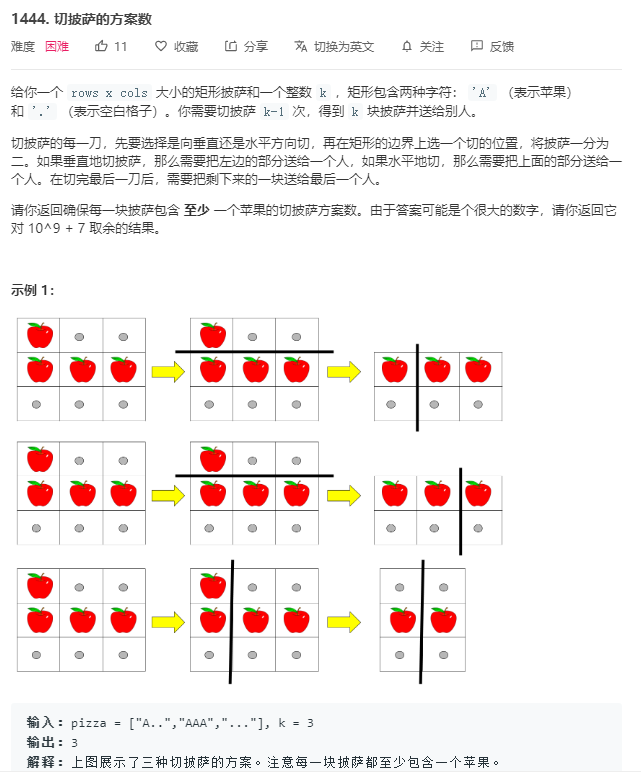 1444. 切披萨的方案数
难度 困难 11 收藏 分享 切换为英文 关注 反馈
给你一个 rows x cols 大小的矩形披萨和一个整数 k ，矩形包含两种字符： 'A' （表示苹果）
和 '.' （表示空白格子）。你需要切披萨 k-1 次，得到 k 块披萨并送给别人。
切披萨的每一刀，先要选择是向垂直还是水平方向切，再在矩形的边界上选一个切的位置，将披萨一分为
二。如果垂直地切披萨，那么需要把左边的部分送给一个人，如果水平地切，那么需要把上面的部分送给一
个人。在切完最后一刀后，需要把剩下来的一块送给最后一个人。
请你返回确保每一块披萨包含 至少 一个苹果的切披萨方案数。由于答案可能是个很大的数字，请你返回它
对 10^9 + 7 取余的结果。
示例 1：
输入：pizza = ["A..","AAA","..."], k = 3
输出：3
解释：上图展示了三种切披萨的方案。注意每一块披萨都至少包含一个苹果。